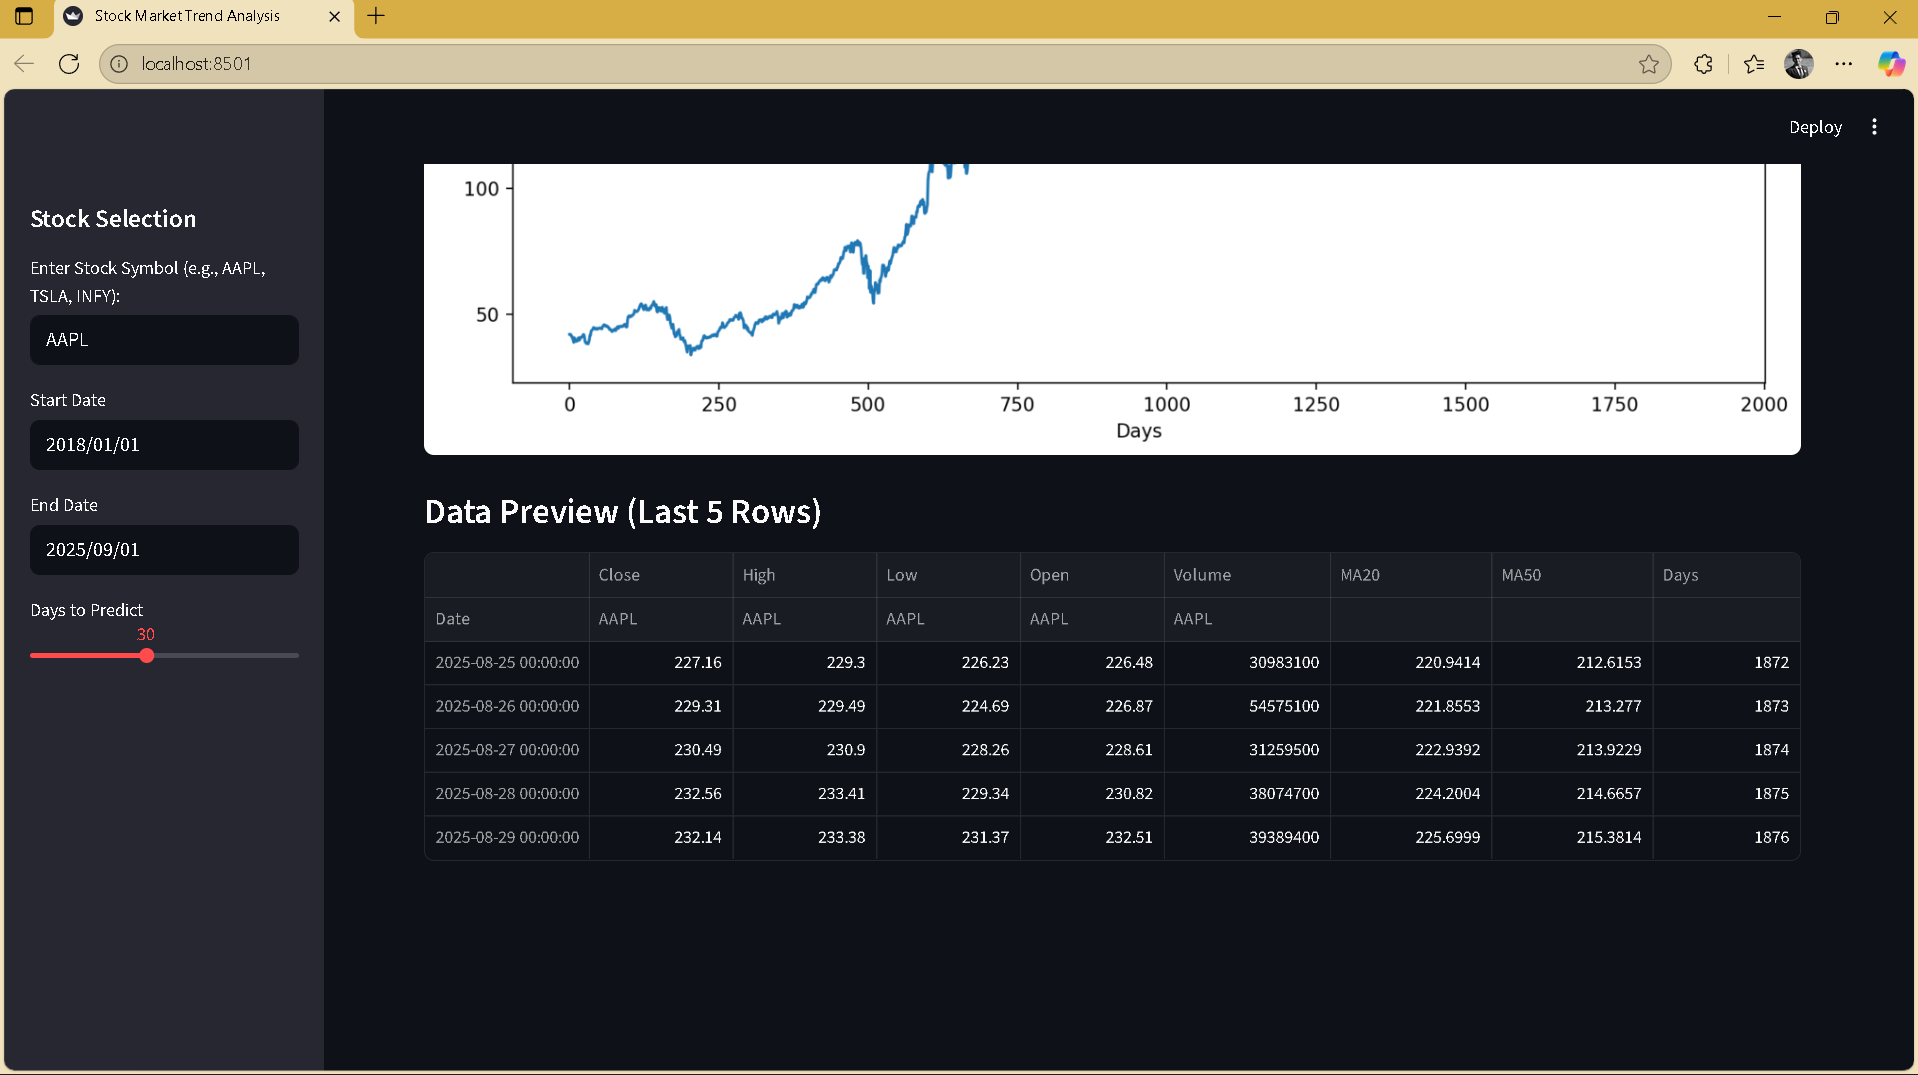 Stock Market Trend Analysis
localhost:8501
Deploy
Stock Selection
Enter Stock Symbol (e.g., AAPL,
TSLA, INFY):
AAPL
Start Date
2018/01/01
End Date
2025/09/01
Days to Predict
30
100
50
0 250 500 750 1000 1250 1500 1750 2000
Days
Data Preview (Last 5 Rows)
Close High Low Open Volume MA20 MA50 Days
Date AAPL AAPL AAPL AAPL AAPL
2025-08-25 00:00:00 227.16 229.3 226.23 226.48 30983100 220.9414 212.6153 1872
2025-08-26 00:00:00 229.31 229.49 224.69 226.87 54575100 221.8553 213.277 1873
2025-08-27 00:00:00 230.49 230.9 228.26 228.61 31259500 222.9392 213.9229 1874
2025-08-28 00:00:00 232.56 233.41 229.34 230.82 38074700 224.2004 214.6657 1875
2025-08-29 00:00:00 232.14 233.38 231.37 232.51 39389400 225.6999 215.3814 1876